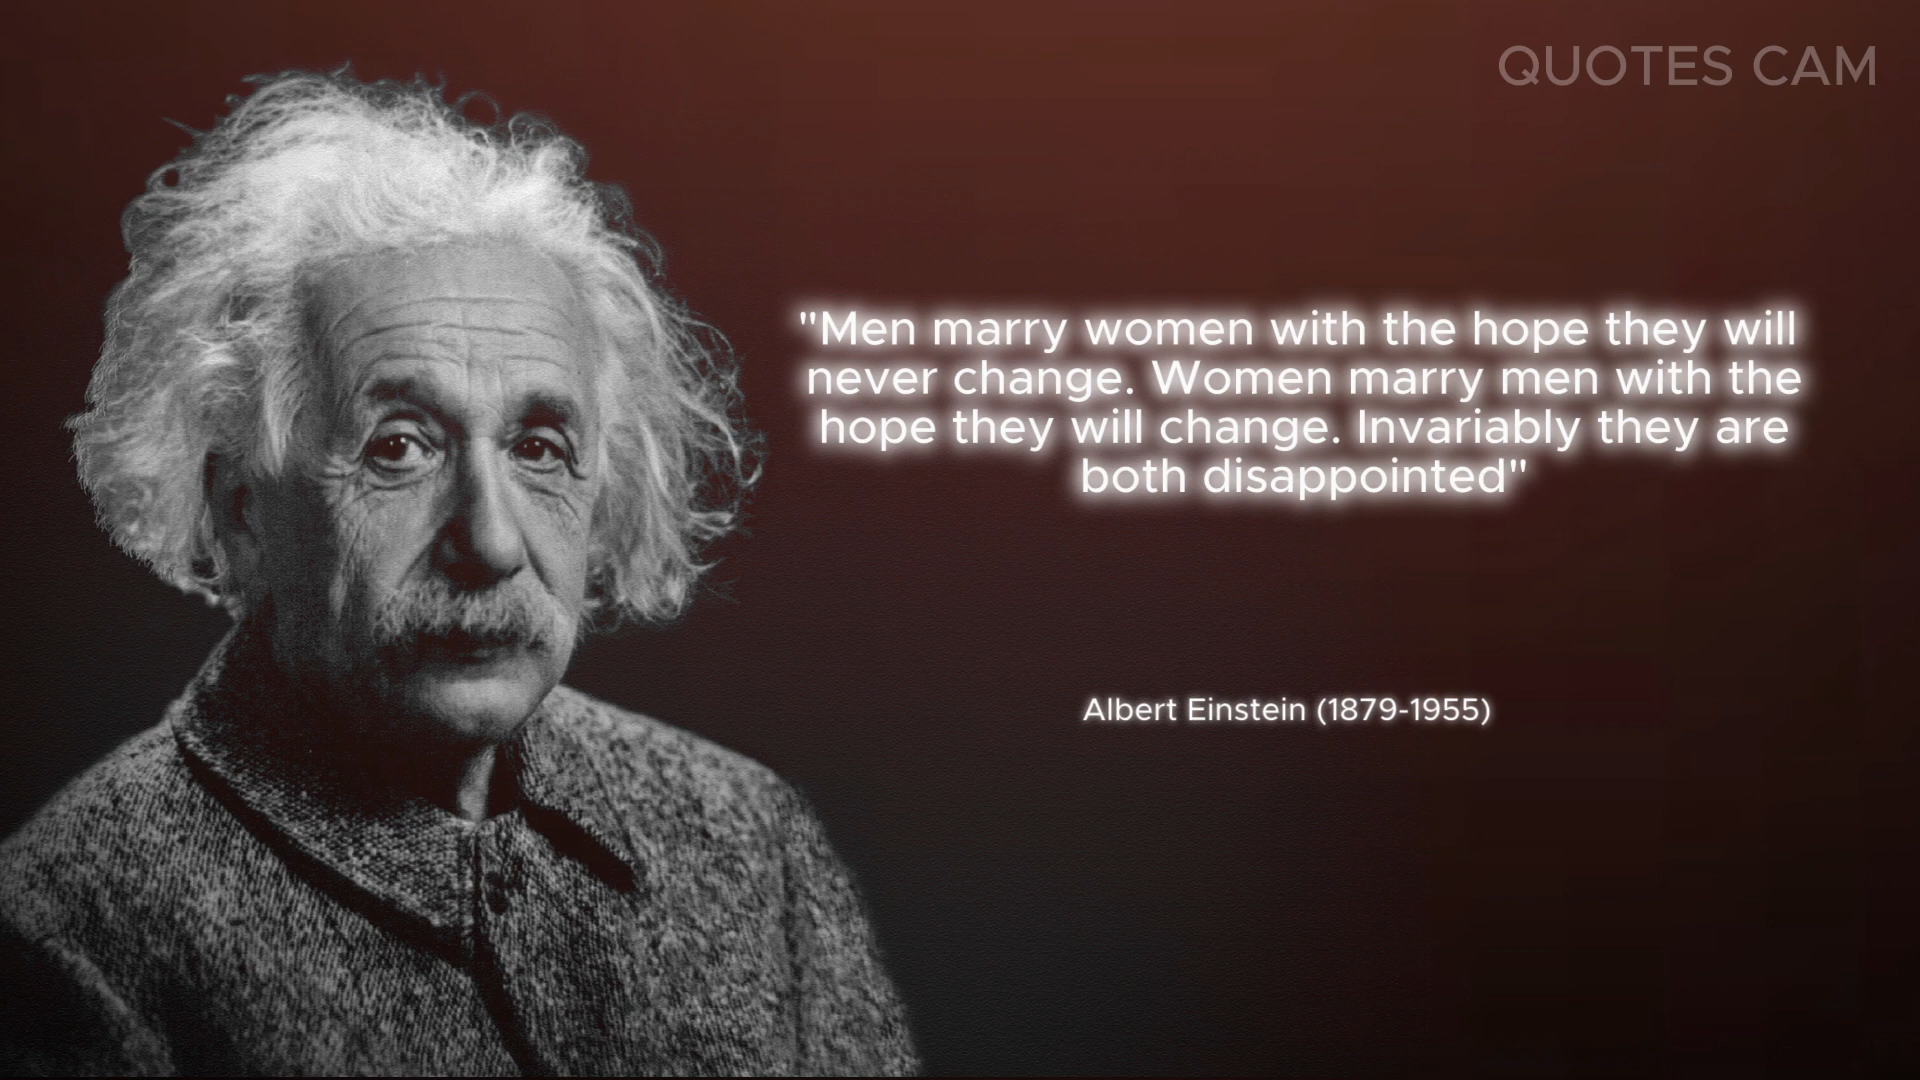 QUOTES CAM
"Men marry women with the hope they will
never change. Women marry men with the
hope they will change. Invariably they are
both disappointed"
Albert Einstein (1879-1955)